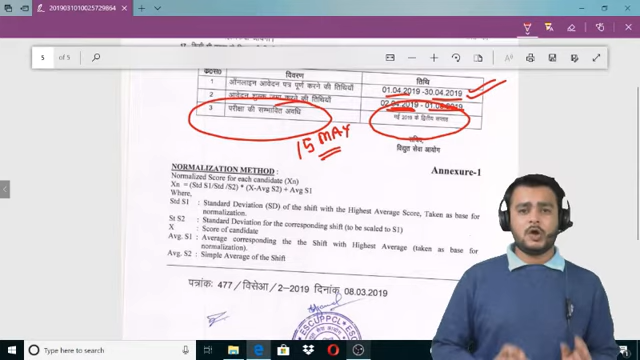 20190310100025729864
5 of 5
क्र०सं०
विवरण
तिथि
1 ऑनलाइन आवेदन पत्र पूर्ण करने की तिथियाँ 01.04.2019 -30.04.2019
2 आवेदन शुल्क जमा करने की तिथियाँ
3 परीक्षा की सम्भावित अवधि मई 2019 के द्वितीय सप्ताह
15 MAY
सचिव
विद्युत सेवा आयोग
Annexure-1
NORMALIZATION METHOD:
Normalized Score for each candidate (Xn)
Xn = (Std S1/Std /S2) * (X-Avg S2) + Avg S1
Where,
Std S1 : Standard Deviation (SD) of the shift with the Highest Average Score, Taken as base for
normalization.
St S2 : Standard Deviation for the corresponding shift (to be scaled to S1)
X : Score of candidate
Avg. S1 : Average corresponding the the Shift with Highest Average (taken as base for
normalization).
Avg. S2 : Simple Average of the Shift
पत्रांक: 477/विसेआ/2-2019 दिनांक 08.03.2019
ESCUPPCL
Type here to search